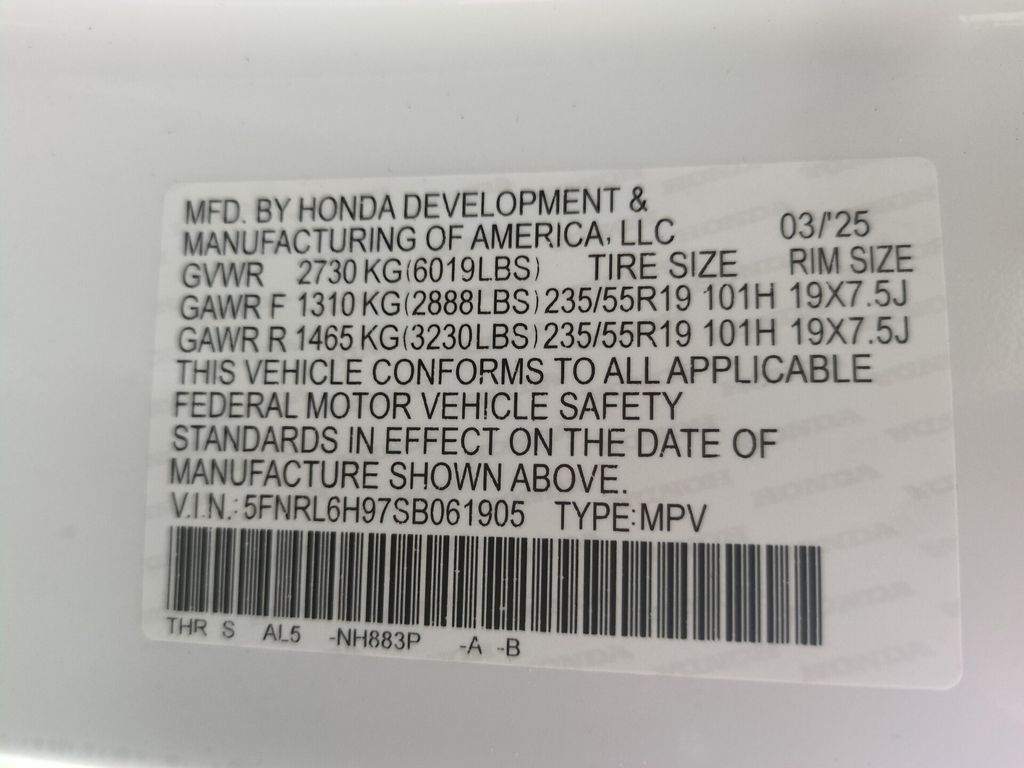 MFD. BY HONDA DEVELOPMENT &
MANUFACTURING OF AMERICA, LLC 03/'25
GVWR 2730 KG(6019LBS) TIRE SIZE RIM SIZE
GAWR F 1310 KG(2888LBS) 235/55R19 101H 19X7.5J
GAWR R 1465 KG(3230LBS) 235/55R19 101H 19X7.5J
THIS VEHICLE CONFORMS TO ALL APPLICABLE
FEDERAL MOTOR VEHICLE SAFETY
STANDARDS IN EFFECT ON THE DATE OF
MANUFACTURE SHOWN ABOVE.
V.I.N.: 5FNRL6H97SB061905 TYPE:MPV
THR S AL5 -NH883P -A -B